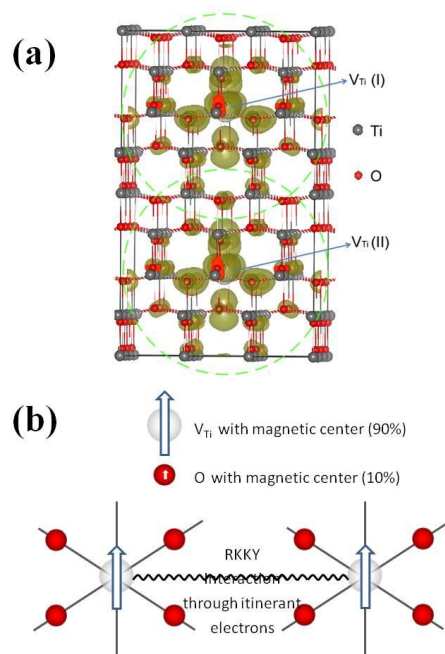 (a)
V_Ti (I)
Ti
O
V_Ti (II)
(b)
V_Ti with magnetic center (90%)
O with magnetic center (10%)
RKKY
Interaction
through itinerant
electrons